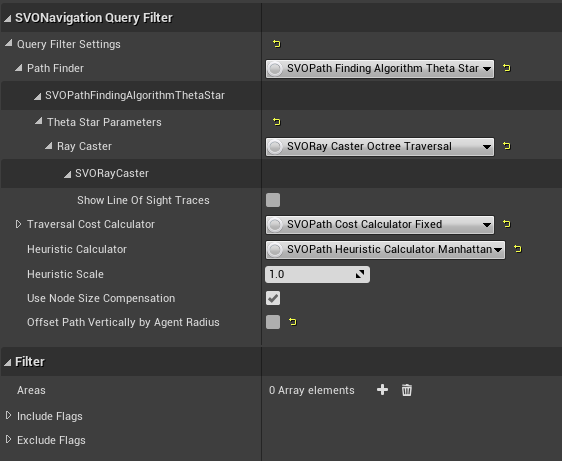 SVONavigation Query Filter
Query Filter Settings
Path Finder SVOPath Finding Algorithm Theta Star
SVOPathFindingAlgorithmThetaStar
Theta Star Parameters
Ray Caster SVORay Caster Octree Traversal
SVORayCaster
Show Line Of Sight Traces
Traversal Cost Calculator SVOPath Cost Calculator Fixed
Heuristic Calculator SVOPath Heuristic Calculator Manhattan
Heuristic Scale 1.0
Use Node Size Compensation
Offset Path Vertically by Agent Radius
Filter
Areas 0 Array elements
Include Flags
Exclude Flags